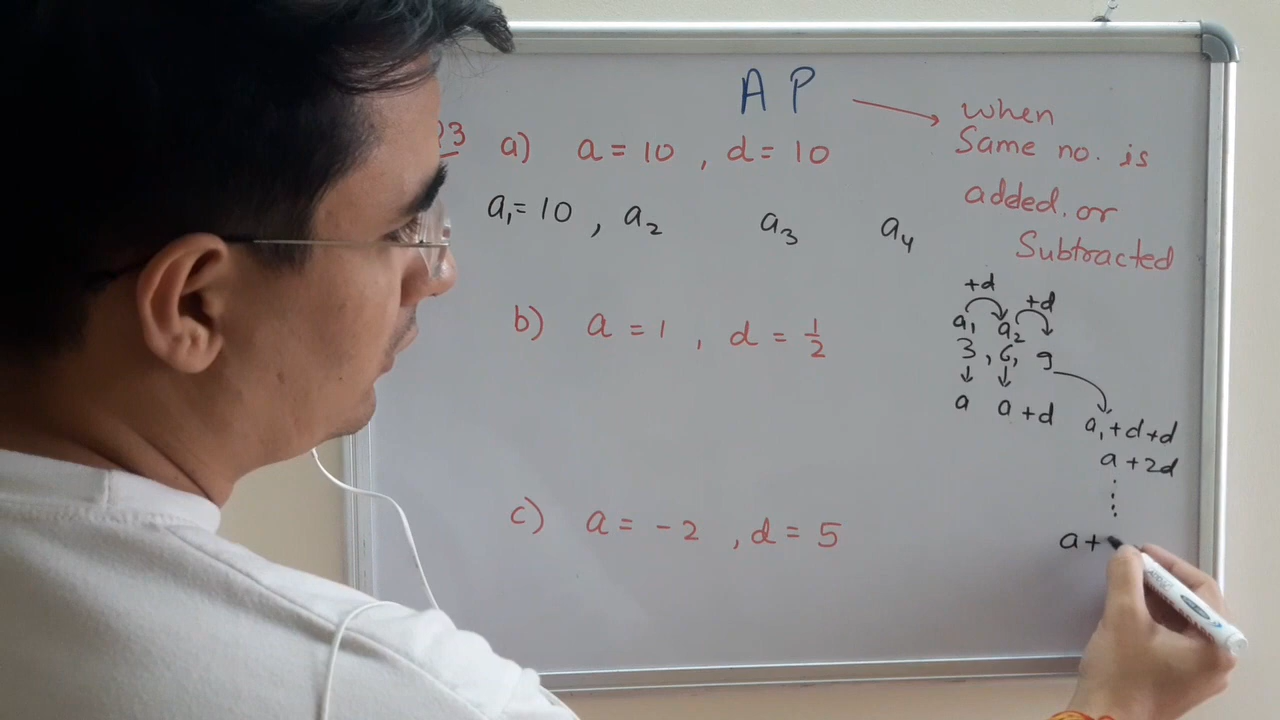 A P
when
Same no. is
added. or
Subtracted
3 a) a = 10 , d = 10
a₁ = 10 , a₂ a₃ a₄
b) a = 1 , d = 1/2
c) a = -2 , d = 5
+d +d
a₁ a₂
3 , 6, 9
a a + d
a₁ + d + d
a + 2d
a +